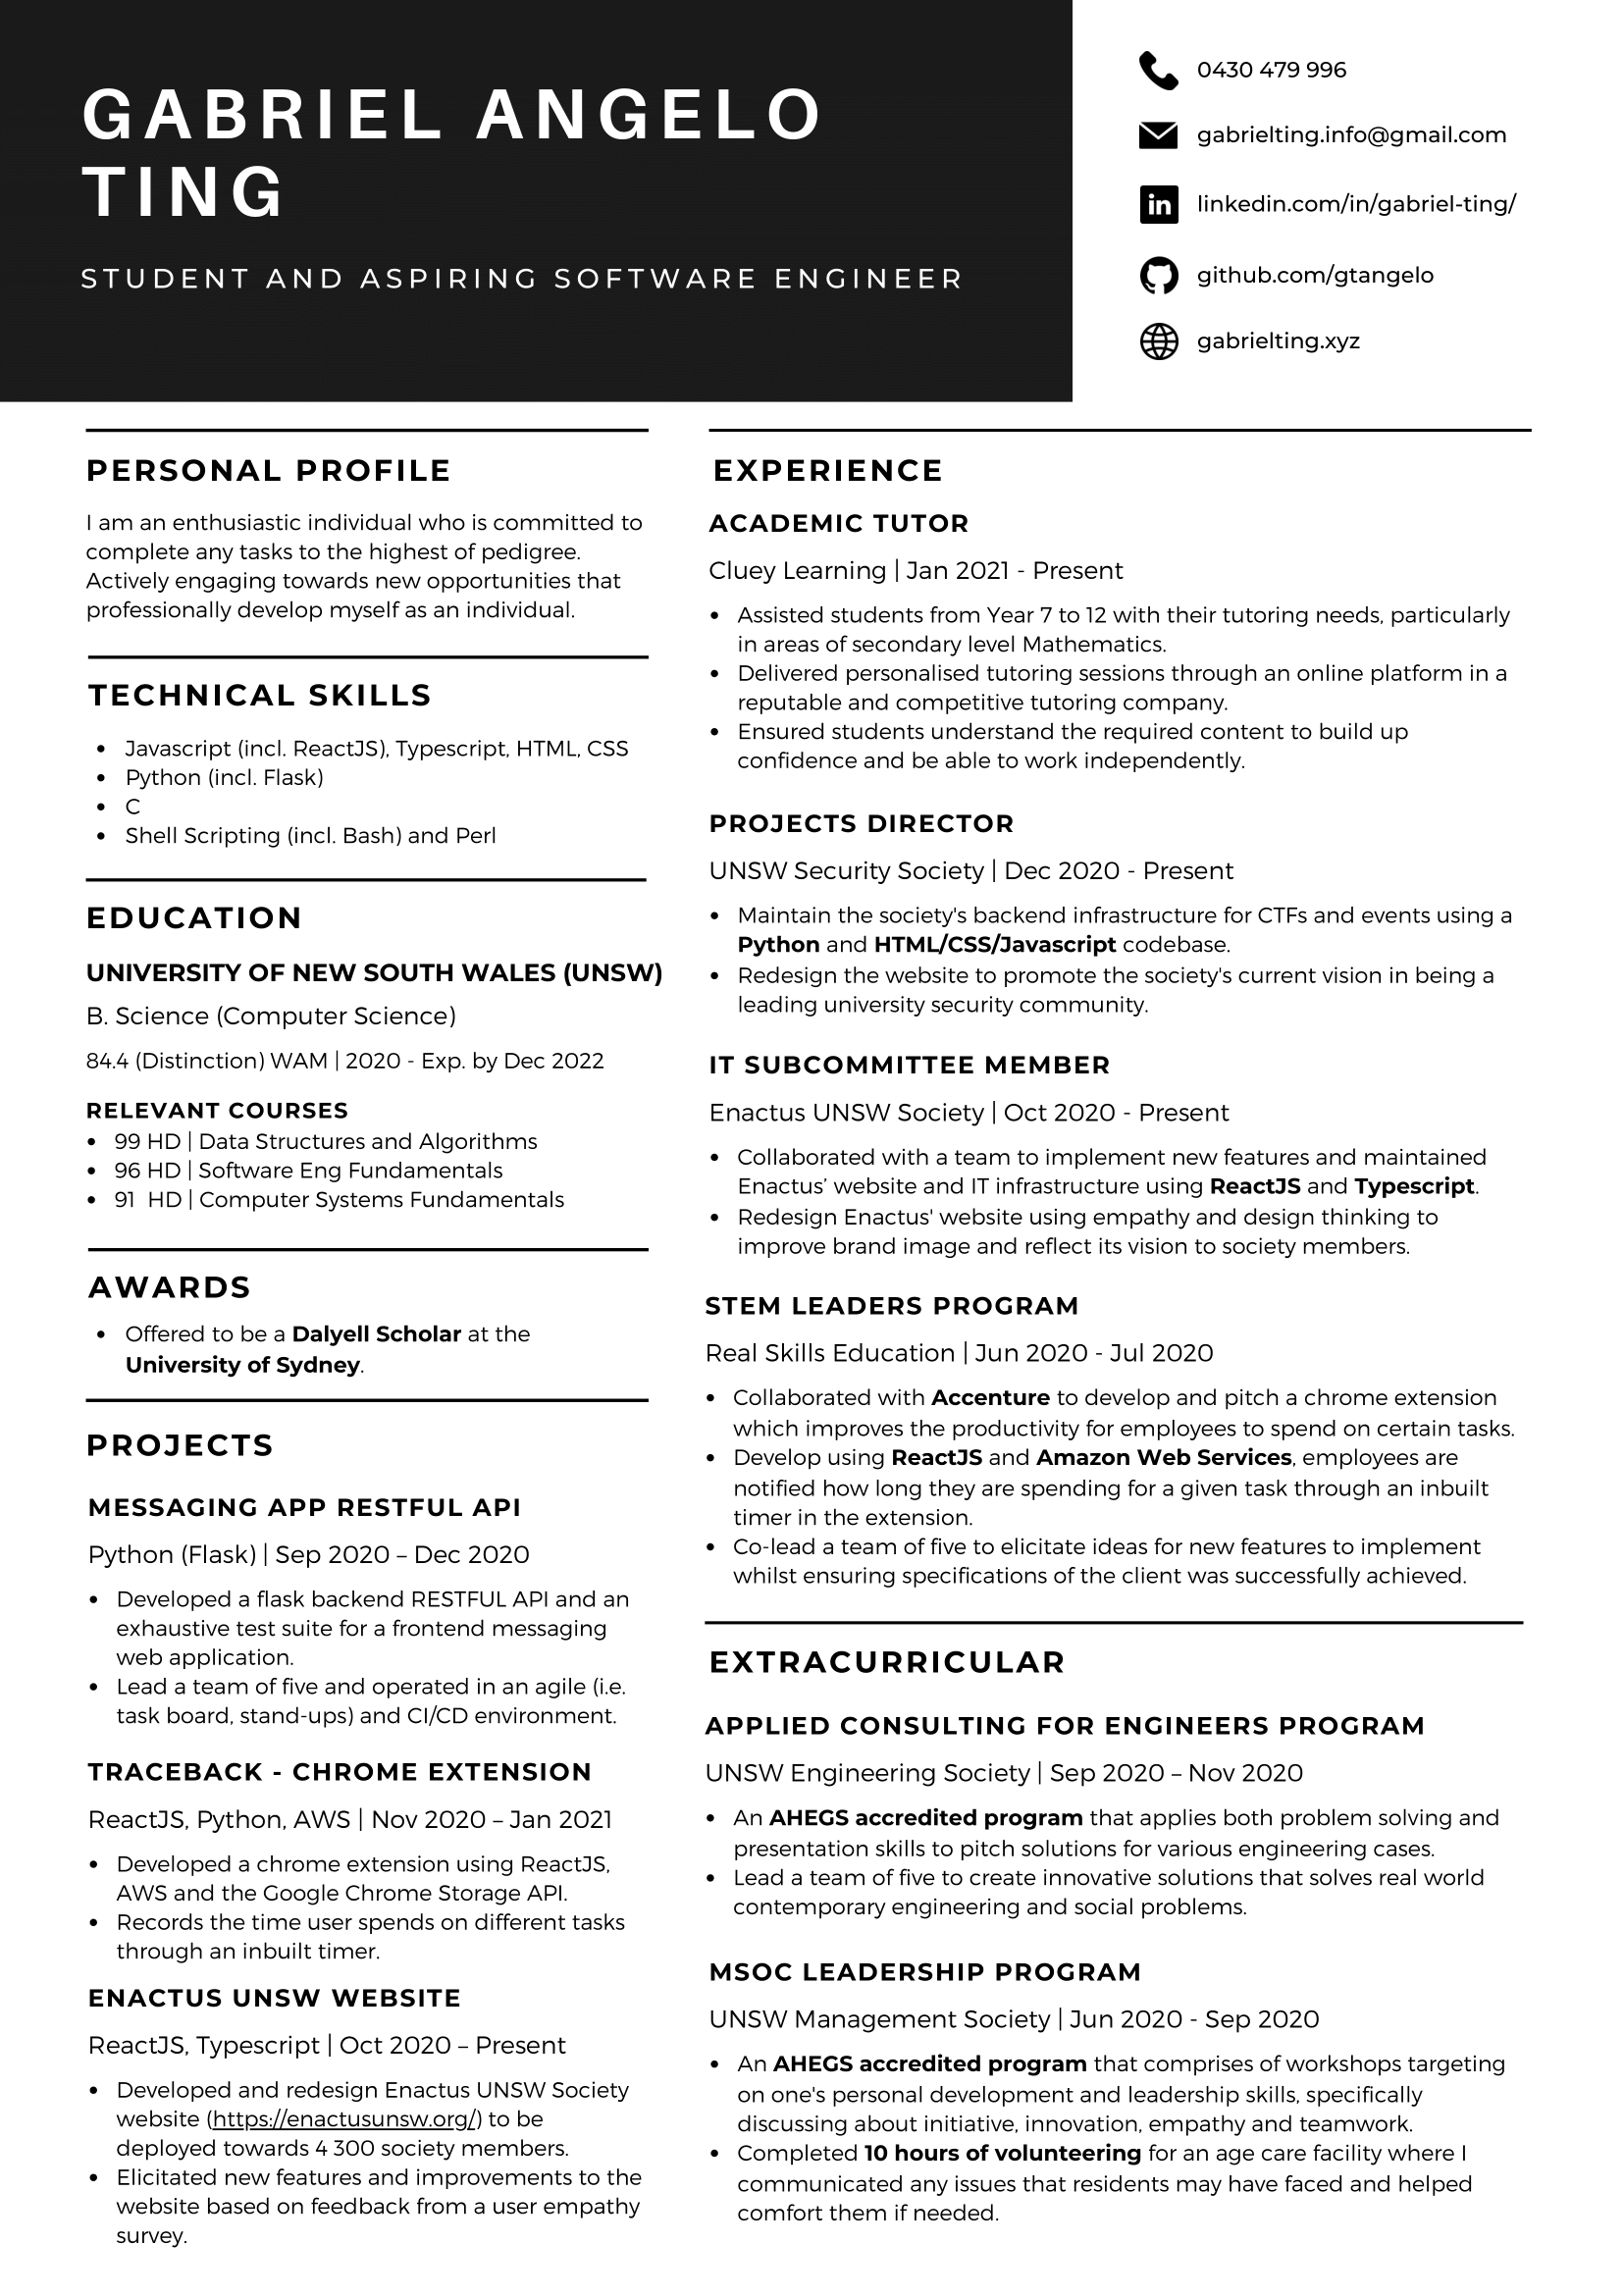 GABRIEL ANGELO
TING
STUDENT AND ASPIRING SOFTWARE ENGINEER
0430 479 996
gabrielting.info@gmail.com
linkedin.com/in/gabriel-ting/
github.com/gtangelo
gabrielting.xyz
PERSONAL PROFILE
I am an enthusiastic individual who is committed to
complete any tasks to the highest of pedigree.
Actively engaging towards new opportunities that
professionally develop myself as an individual.
TECHNICAL SKILLS
• Javascript (incl. ReactJS), Typescript, HTML, CSS
• Python (incl. Flask)
• C
• Shell Scripting (incl. Bash) and Perl
EDUCATION
UNIVERSITY OF NEW SOUTH WALES (UNSW)
B. Science (Computer Science)
84.4 (Distinction) WAM | 2020 - Exp. by Dec 2022
RELEVANT COURSES
• 99 HD | Data Structures and Algorithms
• 96 HD | Software Eng Fundamentals
• 91 HD | Computer Systems Fundamentals
AWARDS
• Offered to be a Dalyell Scholar at the
University of Sydney.
PROJECTS
MESSAGING APP RESTFUL API
Python (Flask) | Sep 2020 – Dec 2020
• Developed a flask backend RESTFUL API and an
exhaustive test suite for a frontend messaging
web application.
• Lead a team of five and operated in an agile (i.e.
task board, stand-ups) and CI/CD environment.
TRACEBACK - CHROME EXTENSION
ReactJS, Python, AWS | Nov 2020 – Jan 2021
• Developed a chrome extension using ReactJS,
AWS and the Google Chrome Storage API.
• Records the time user spends on different tasks
through an inbuilt timer.
ENACTUS UNSW WEBSITE
ReactJS, Typescript | Oct 2020 – Present
• Developed and redesign Enactus UNSW Society
website (https://enactusunsw.org/) to be
deployed towards 4 300 society members.
• Elicitated new features and improvements to the
website based on feedback from a user empathy
survey.
EXPERIENCE
ACADEMIC TUTOR
Cluey Learning | Jan 2021 - Present
• Assisted students from Year 7 to 12 with their tutoring needs, particularly
in areas of secondary level Mathematics.
• Delivered personalised tutoring sessions through an online platform in a
reputable and competitive tutoring company.
• Ensured students understand the required content to build up
confidence and be able to work independently.
PROJECTS DIRECTOR
UNSW Security Society | Dec 2020 - Present
• Maintain the society's backend infrastructure for CTFs and events using a
Python and HTML/CSS/Javascript codebase.
• Redesign the website to promote the society's current vision in being a
leading university security community.
IT SUBCOMMITTEE MEMBER
Enactus UNSW Society | Oct 2020 - Present
• Collaborated with a team to implement new features and maintained
Enactus’ website and IT infrastructure using ReactJS and Typescript.
• Redesign Enactus' website using empathy and design thinking to
improve brand image and reflect its vision to society members.
STEM LEADERS PROGRAM
Real Skills Education | Jun 2020 - Jul 2020
• Collaborated with Accenture to develop and pitch a chrome extension
which improves the productivity for employees to spend on certain tasks.
• Develop using ReactJS and Amazon Web Services, employees are
notified how long they are spending for a given task through an inbuilt
timer in the extension.
• Co-lead a team of five to elicitate ideas for new features to implement
whilst ensuring specifications of the client was successfully achieved.
EXTRACURRICULAR
APPLIED CONSULTING FOR ENGINEERS PROGRAM
UNSW Engineering Society | Sep 2020 – Nov 2020
• An AHEGS accredited program that applies both problem solving and
presentation skills to pitch solutions for various engineering cases.
• Lead a team of five to create innovative solutions that solves real world
contemporary engineering and social problems.
MSOC LEADERSHIP PROGRAM
UNSW Management Society | Jun 2020 - Sep 2020
• An AHEGS accredited program that comprises of workshops targeting
on one's personal development and leadership skills, specifically
discussing about initiative, innovation, empathy and teamwork.
• Completed 10 hours of volunteering for an age care facility where I
communicated any issues that residents may have faced and helped
comfort them if needed.